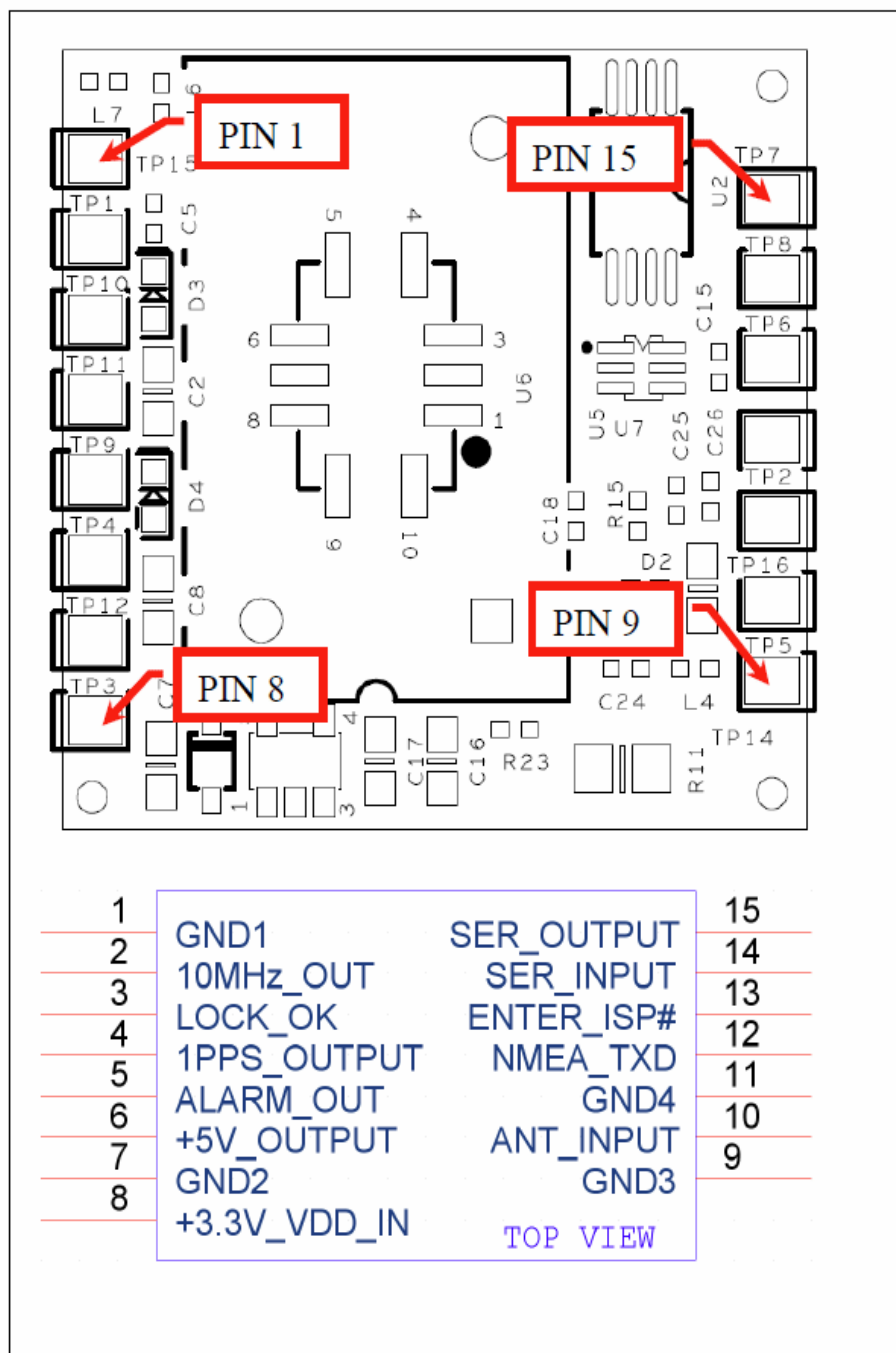 L7
PIN 1
TP15
PIN 15
TP7
U2
TP1
C5
5
4
TP8
TP10
D3
C15
TP6
6
3
TP11
C2
U6
U5
U7
8
1
C25
C26
TP9
TP2
D4
C18
R15
TP4
9
10
D2
TP16
TP12
C8
PIN 9
TP5
TP3
C7
PIN 8
4
C24
L4
TP14
C17
C16
R23
R11
1
3
1
GND1
2
10MHz_OUT
3
LOCK_OK
4
1PPS_OUTPUT
5
ALARM_OUT
6
+5V_OUTPUT
7
GND2
8
+3.3V_VDD_IN
15
SER_OUTPUT
14
SER_INPUT
13
ENTER_ISP#
12
NMEA_TXD
11
GND4
10
ANT_INPUT
9
GND3
TOP VIEW